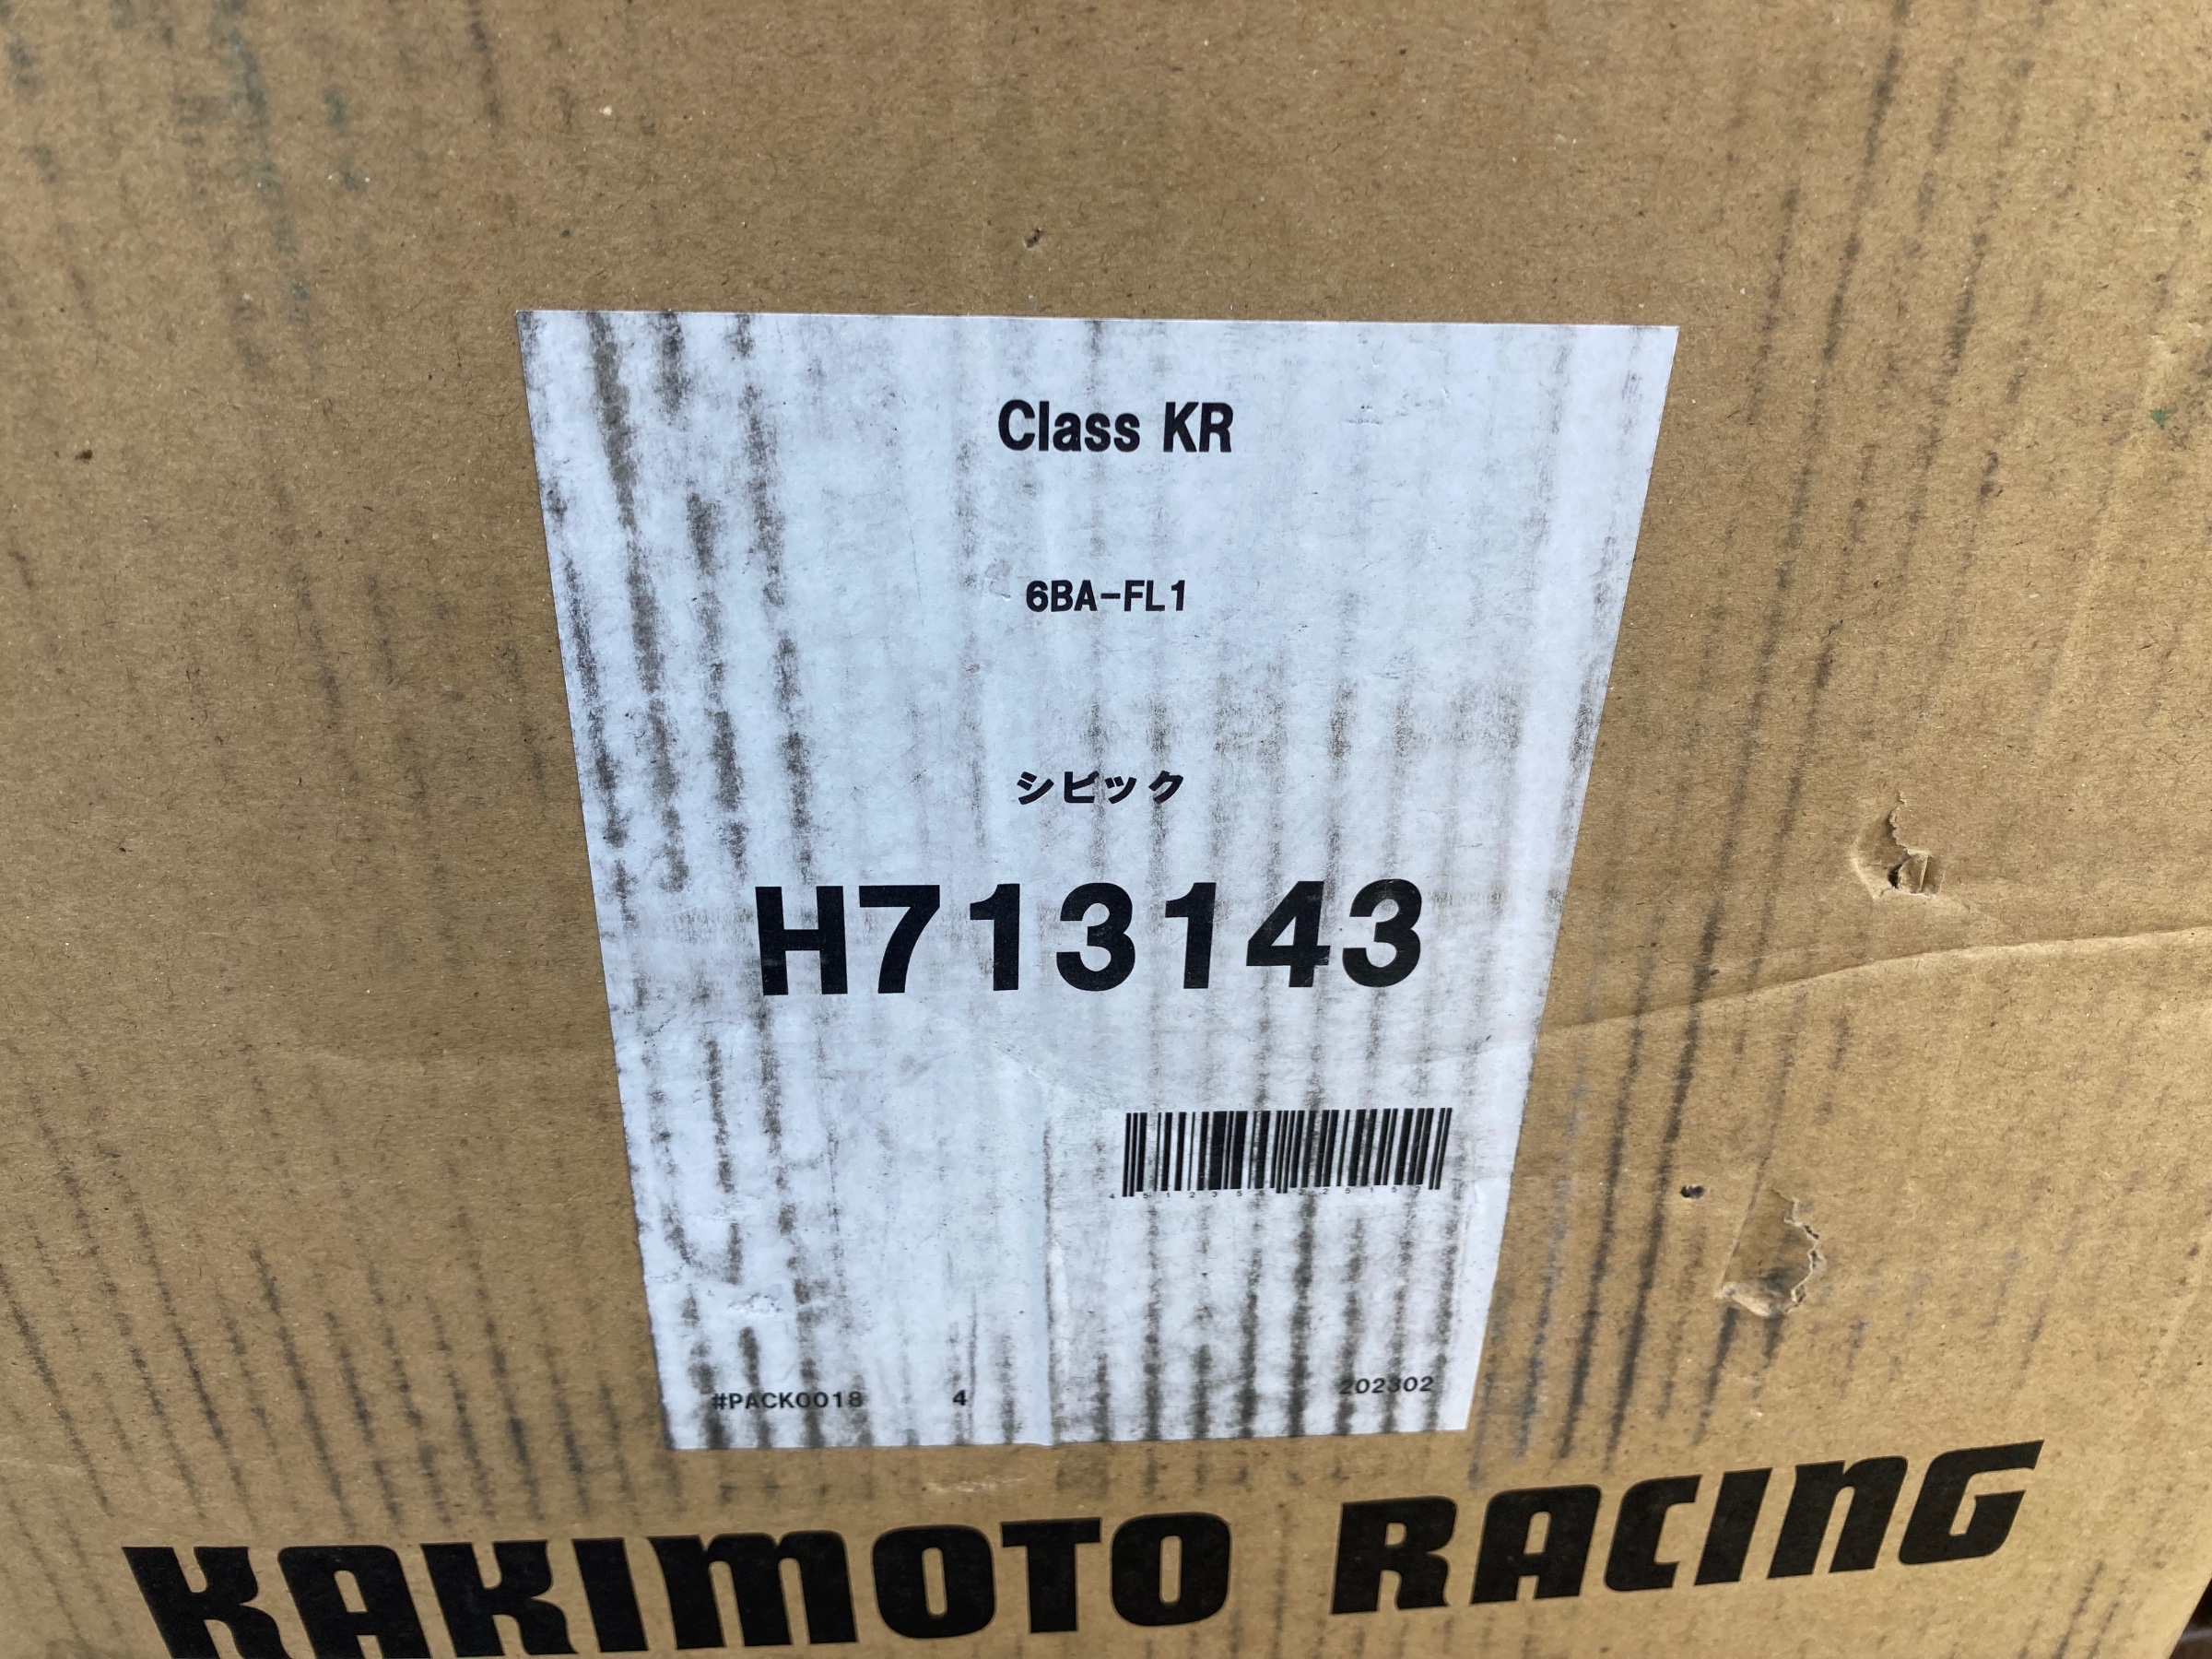 Class KR
6BA-FL1
シビック
H713143
#PACK0018 4 202302
KAKIMOTO RACING